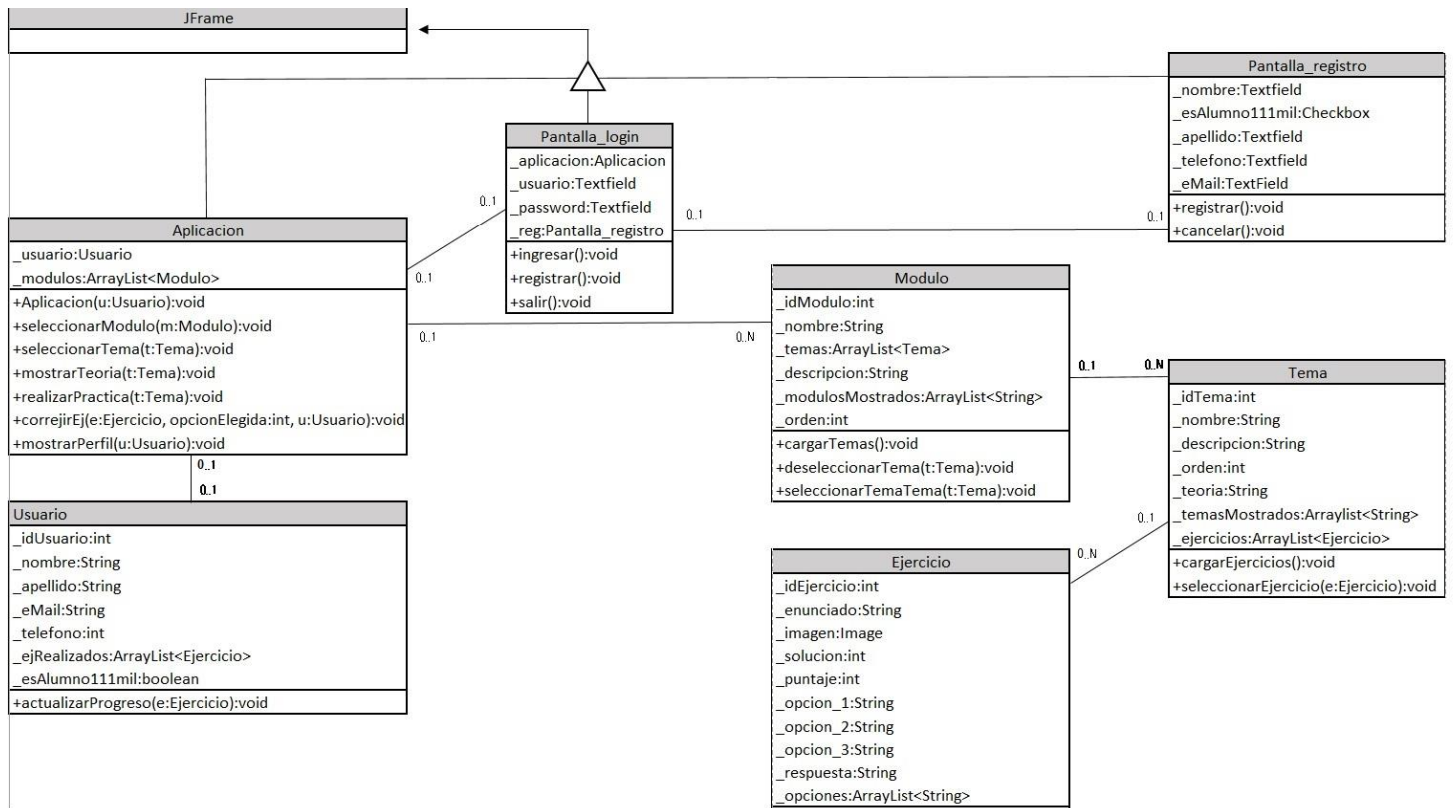 JFrame
Pantalla_registro
_nombre:Textfield
_esAlumno111mil:Checkbox
_apellido:Textfield
_telefono:Textfield
_eMail:TextField
+registrar():void
+cancelar():void
Pantalla_login
_aplicacion:Aplicacion
_usuario:Textfield
_password:Textfield
_reg:Pantalla_registro
+ingresar():void
+registrar():void
+salir():void
0..1
0..1
0..1
0..1
Aplicacion
_usuario:Usuario
_modulos:ArrayList<Modulo>
+Aplicacion(u:Usuario):void
+seleccionarModulo(m:Modulo):void
+seleccionarTema(t:Tema):void
+mostrarTeoria(t:Tema):void
+realizarPractica(t:Tema):void
+correjirEj(e:Ejercicio, opcionElegida:int, u:Usuario):void
+mostrarPerfil(u:Usuario):void
0..1
0..N
Modulo
_idModulo:int
_nombre:String
_temas:ArrayList<Tema>
_descripcion:String
_modulosMostrados:ArrayList<String>
_orden:int
+cargarTemas():void
+deseleccionarTema(t:Tema):void
+seleccionarTemaTema(t:Tema):void
0..1
0..N
Tema
_idTema:int
_nombre:String
_descripcion:String
_orden:int
_teoria:String
_temasMostrados:Arraylist<String>
_ejercicios:ArrayList<Ejercicio>
+cargarEjercicios():void
+seleccionarEjercicio(e:Ejercicio):void
0..1
0..1
Usuario
_idUsuario:int
_nombre:String
_apellido:String
_eMail:String
_telefono:int
_ejRealizados:ArrayList<Ejercicio>
_esAlumno111mil:boolean
+actualizarProgreso(e:Ejercicio):void
0..1
0..N
Ejercicio
_idEjercicio:int
_enunciado:String
_imagen:Image
_solucion:int
_puntaje:int
_opcion_1:String
_opcion_2:String
_opcion_3:String
_respuesta:String
_opciones:ArrayList<String>